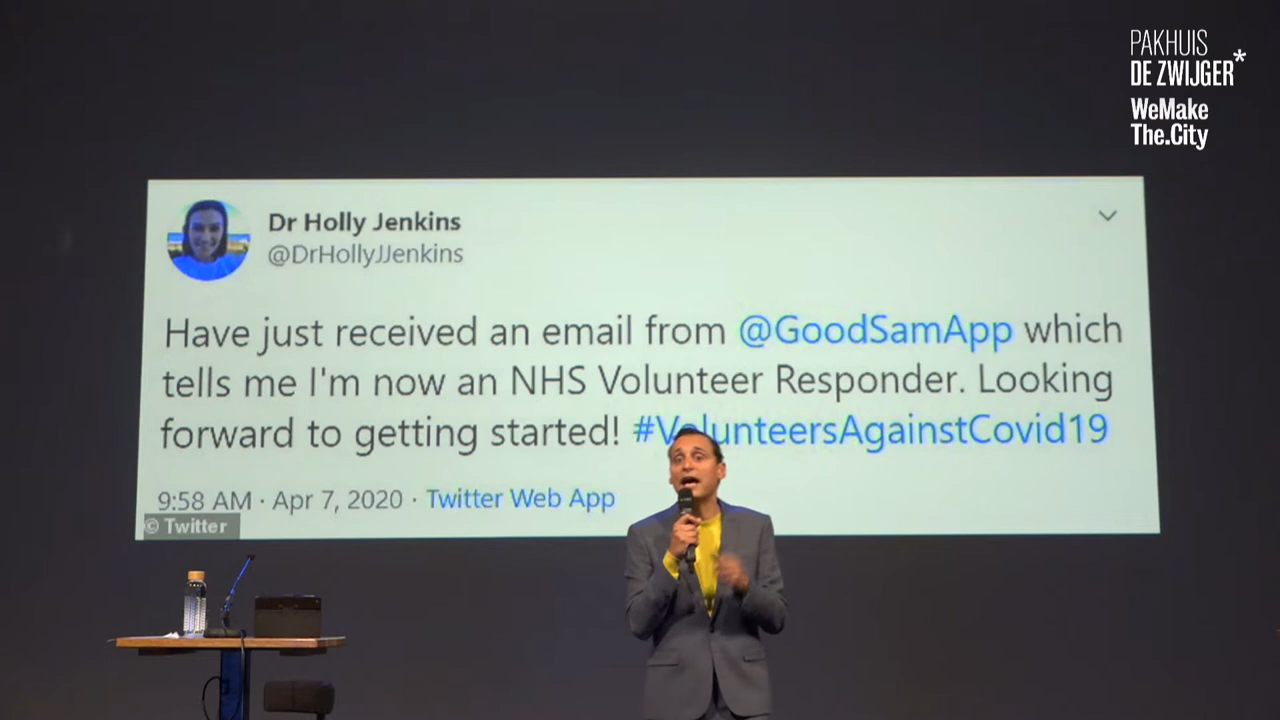 PAKHUIS
DE ZWIJGER*
WeMake
The.City
Dr Holly Jenkins
@DrHollyJJenkins
Have just received an email from @GoodSamApp which
tells me I'm now an NHS Volunteer Responder. Looking
forward to getting started! #VolunteersAgainstCovid19
9:58 AM · Apr 7, 2020 · Twitter Web App
© Twitter